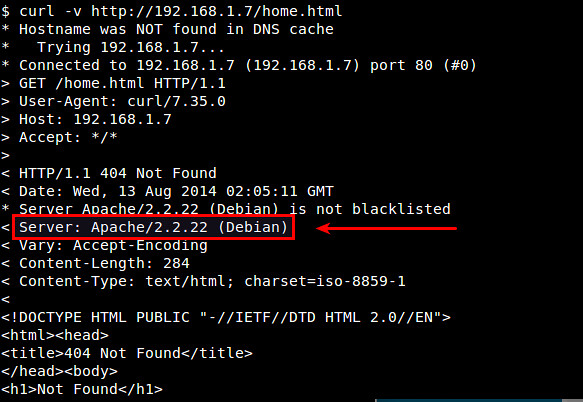 $ curl -v http://192.168.1.7/home.html
* Hostname was NOT found in DNS cache
*   Trying 192.168.1.7...
* Connected to 192.168.1.7 (192.168.1.7) port 80 (#0)
> GET /home.html HTTP/1.1
> User-Agent: curl/7.35.0
> Host: 192.168.1.7
> Accept: */*
>
< HTTP/1.1 404 Not Found
< Date: Wed, 13 Aug 2014 02:05:11 GMT
* Server Apache/2.2.22 (Debian) is not blacklisted
< Server: Apache/2.2.22 (Debian)
< Vary: Accept-Encoding
< Content-Length: 284
< Content-Type: text/html; charset=iso-8859-1
<
<!DOCTYPE HTML PUBLIC "-//IETF//DTD HTML 2.0//EN">
<html><head>
<title>404 Not Found</title>
</head><body>
<h1>Not Found</h1>